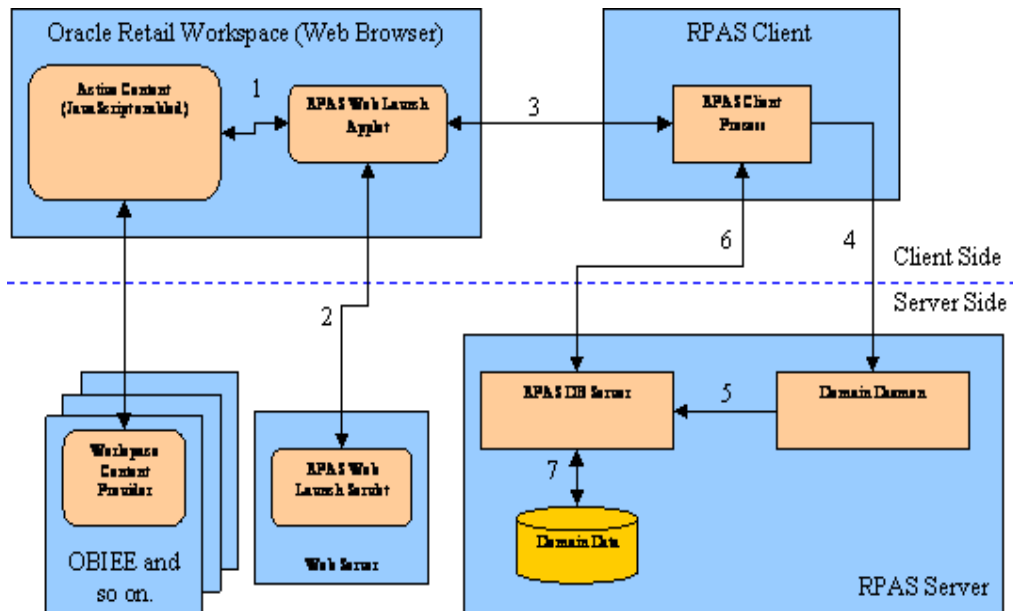 Oracle Retail Workspace (Web Browser)
Active Content
(JavaScript enabled)
1
RPAS Web Launch
Applet
3
RPAS Client
RPAS Client
Process
6
4
Client Side
Server Side
2
RPAS DB Server
5
Domain Daemon
7
Domain Data
RPAS Server
Workspace
Content
Provider
OBIEE and
so on.
RPAS Web
Launch Servlet
Web Server